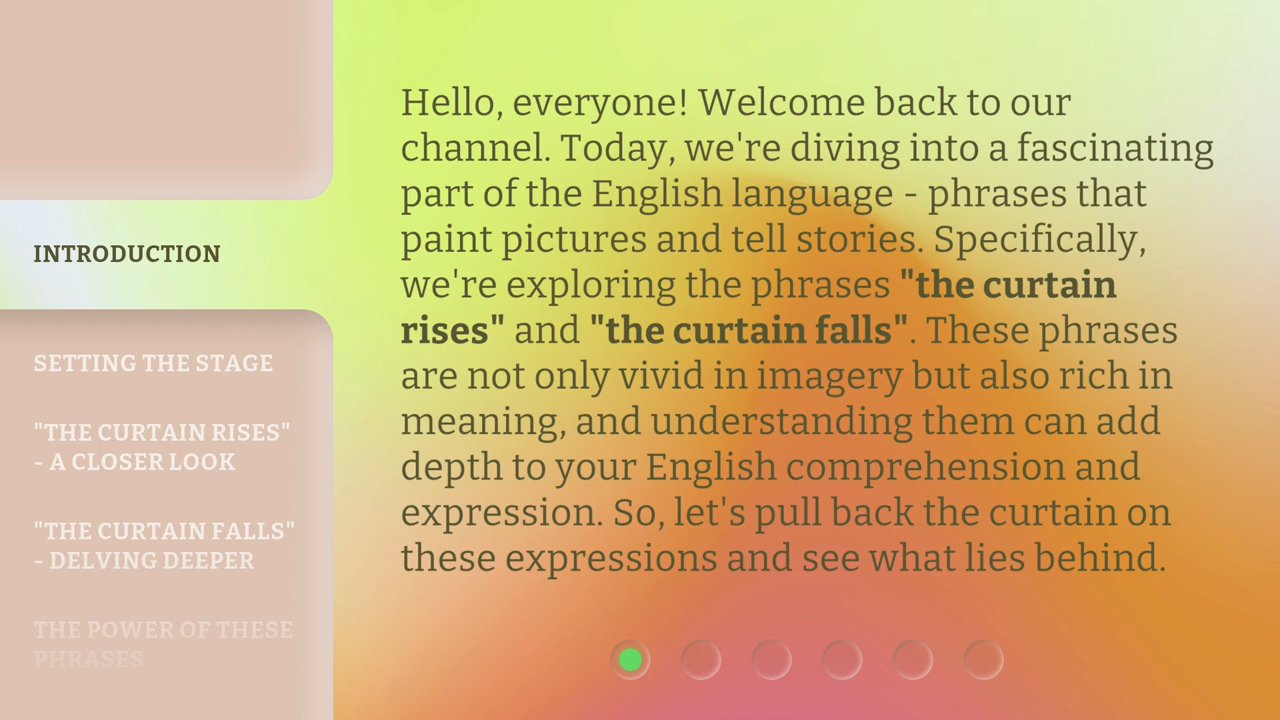 INTRODUCTION
SETTING THE STAGE
"THE CURTAIN RISES"
- A CLOSER LOOK
"THE CURTAIN FALLS"
- DELVING DEEPER
THE POWER OF THESE
PHRASES
Hello, everyone! Welcome back to our
channel. Today, we're diving into a fascinating
part of the English language - phrases that
paint pictures and tell stories. Specifically,
we're exploring the phrases "the curtain
rises" and "the curtain falls". These phrases
are not only vivid in imagery but also rich in
meaning, and understanding them can add
depth to your English comprehension and
expression. So, let's pull back the curtain on
these expressions and see what lies behind.